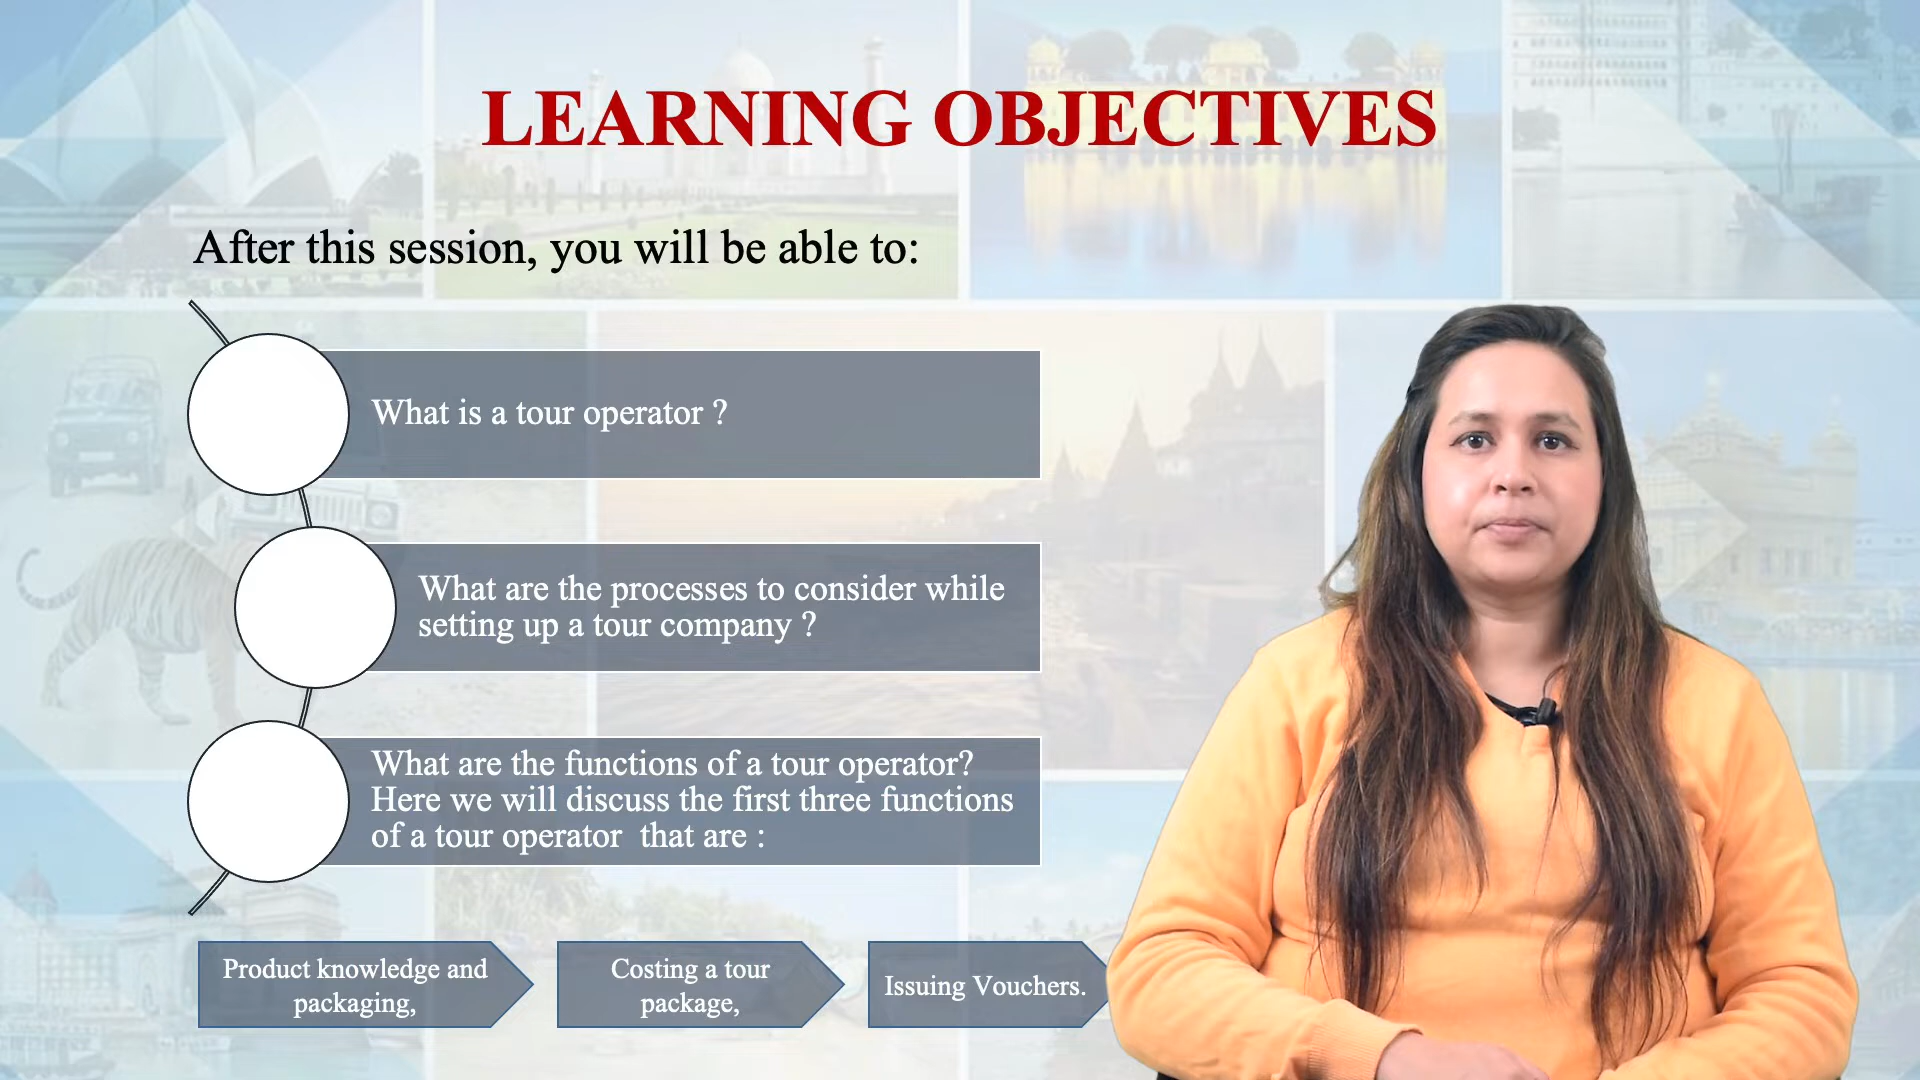 LEARNING OBJECTIVES
After this session, you will be able to:
What is a tour operator ?
What are the processes to consider while
setting up a tour company ?
What are the functions of a tour operator?
Here we will discuss the first three functions
of a tour operator  that are :
Product knowledge and
packaging,
Costing a tour
package,
Issuing Vouchers.